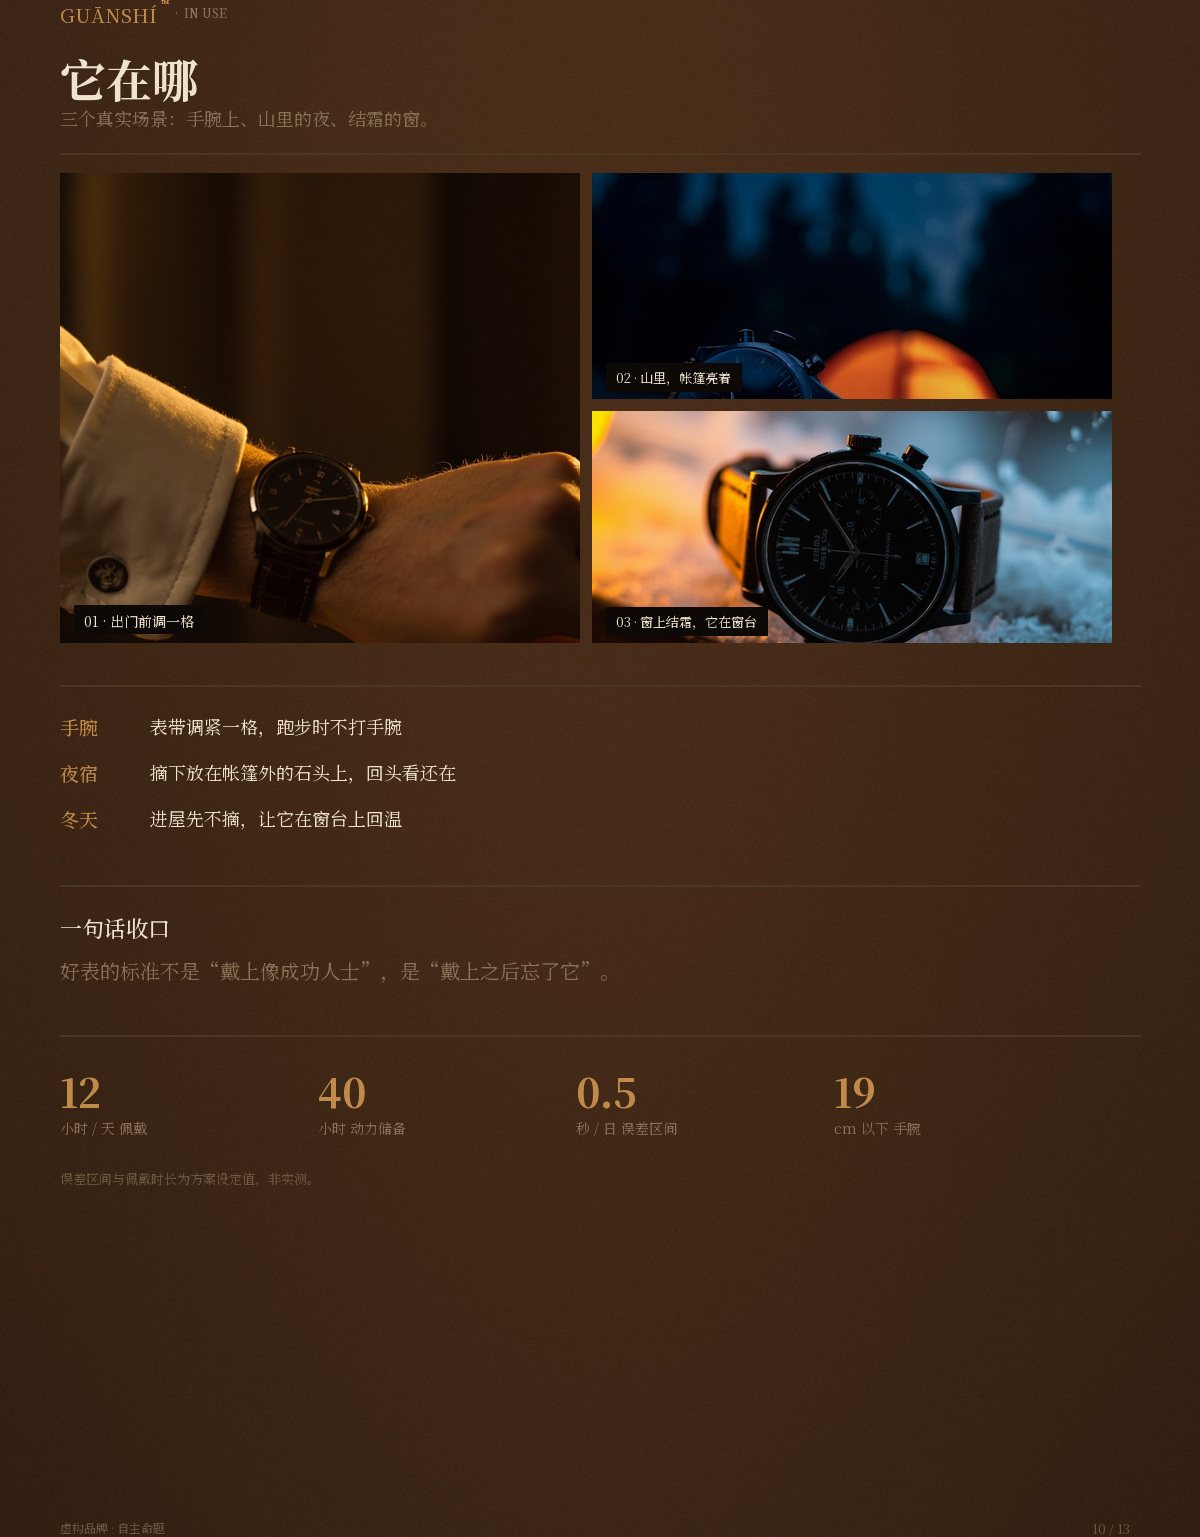 GUĀNSHÍ™ · IN USE
它在哪
三个真实场景：手腕上、山里的夜、结霜的窗。
01 · 出门前调一格
02 · 山里，帐篷亮着
03 · 窗上结霜，它在窗台
手腕 表带调紧一格，跑步时不打手腕
夜宿 摘下放在帐篷外的石头上，回头看还在
冬天 进屋先不摘，让它在窗台上回温
一句话收口
好表的标准不是“戴上像成功人士”，是“戴上之后忘了它”。
12
小时 / 天 佩戴
40
小时 动力储备
0.5
秒 / 日 误差区间
19
cm 以下 手腕
误差区间与佩戴时长为方案设定值，非实测。
虚构品牌 · 自主命题
10 / 13